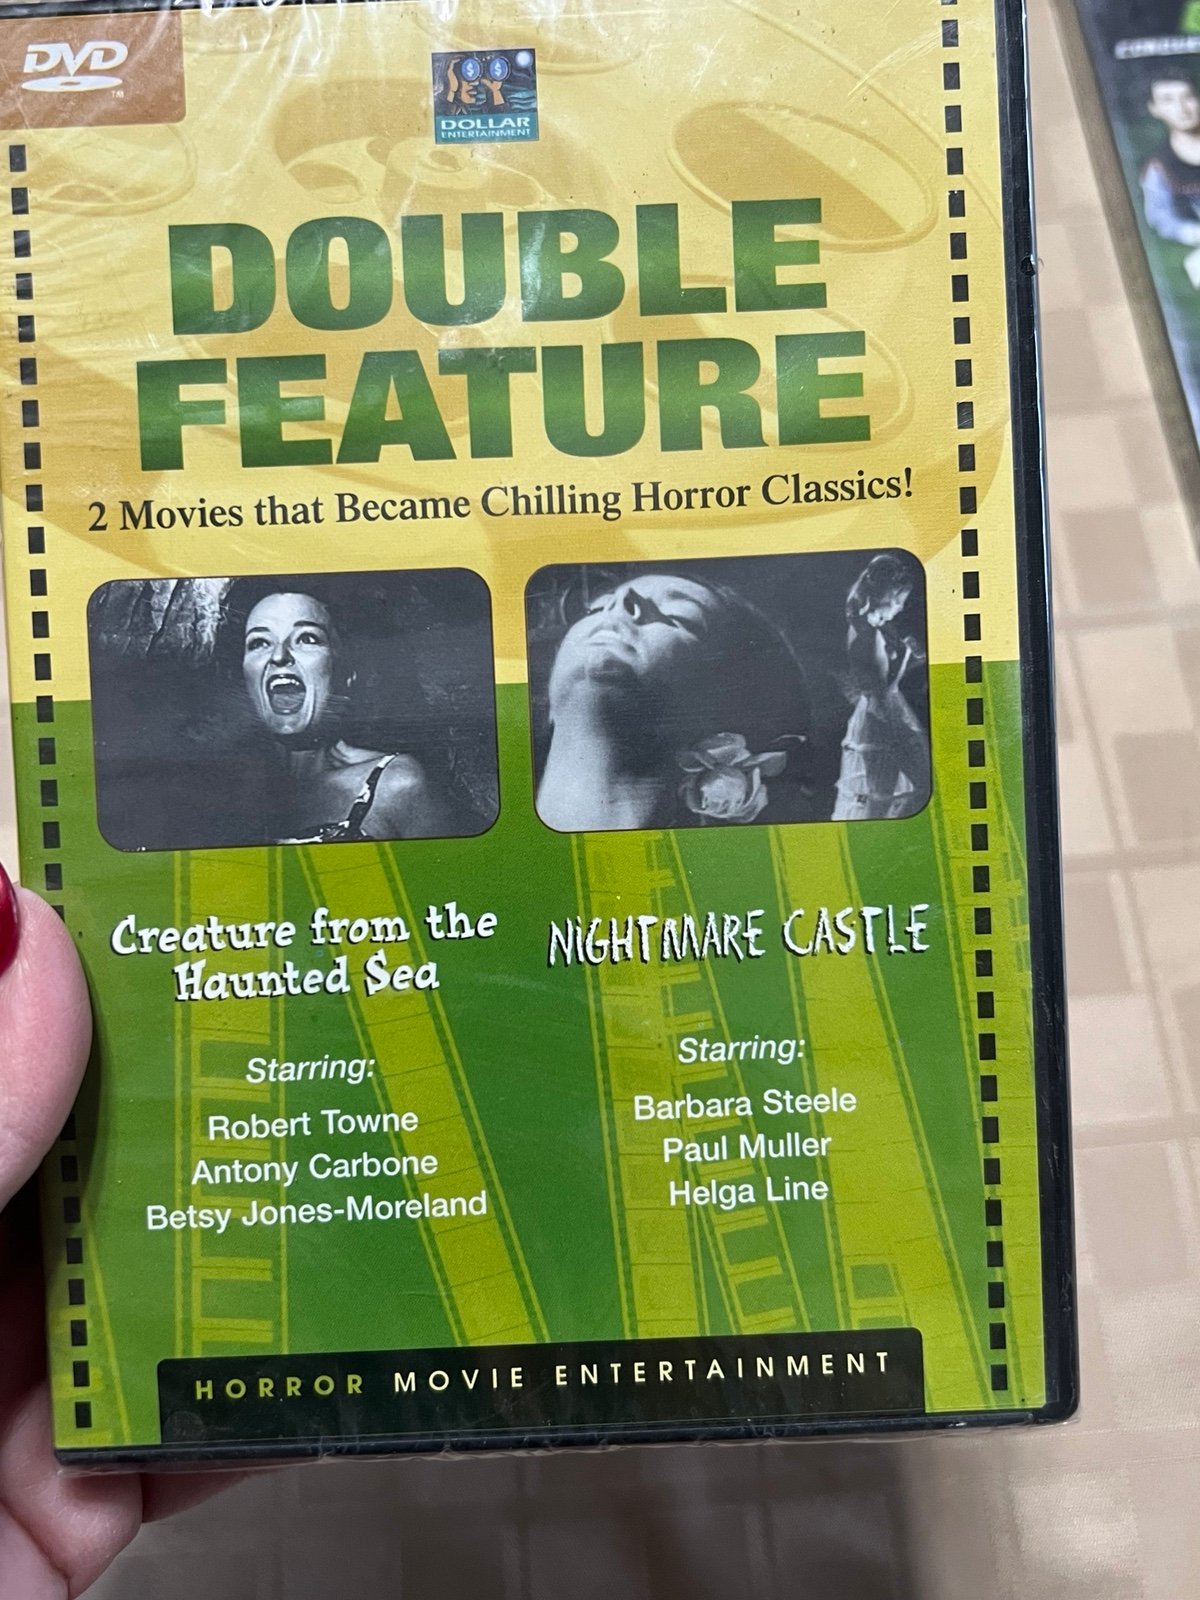 DVD
TM
DOLLAR
ENTERTAINMENT
DOUBLE
FEATURE
2 Movies that Became Chilling Horror Classics!
Creature from the
Haunted Sea
NIGHTMARE CASTLE
Starring:
Robert Towne
Antony Carbone
Betsy Jones-Moreland
Starring:
Barbara Steele
Paul Muller
Helga Line
HORROR MOVIE ENTERTAINMENT